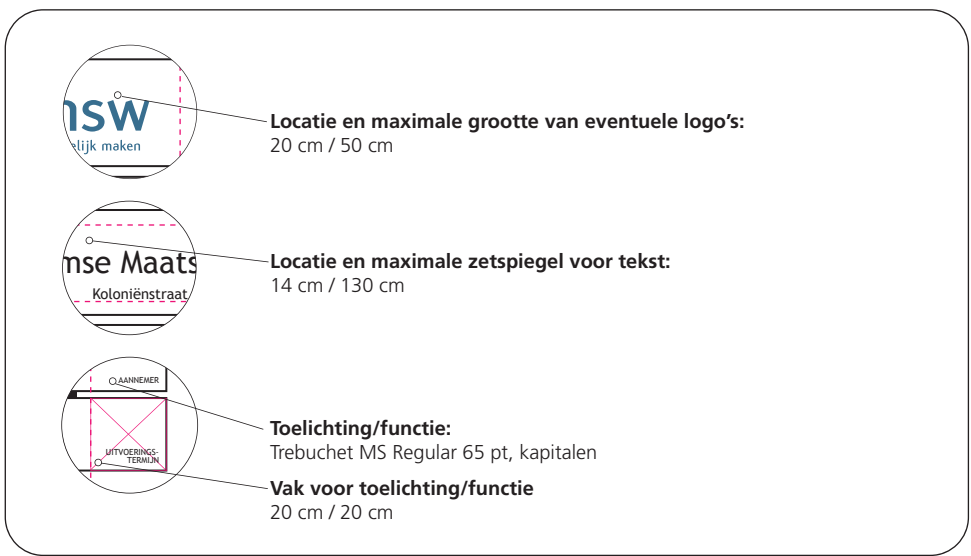 nsw
elijk maken
Locatie en maximale grootte van eventuele logo's:
20 cm / 50 cm
mse Maats
Koloniënstraat
Locatie en maximale zetspiegel voor tekst:
14 cm / 130 cm
AANNEMER
UITVOERINGS-
TERMIJN
Toelichting/functie:
Trebuchet MS Regular 65 pt, kapitalen
Vak voor toelichting/functie
20 cm / 20 cm